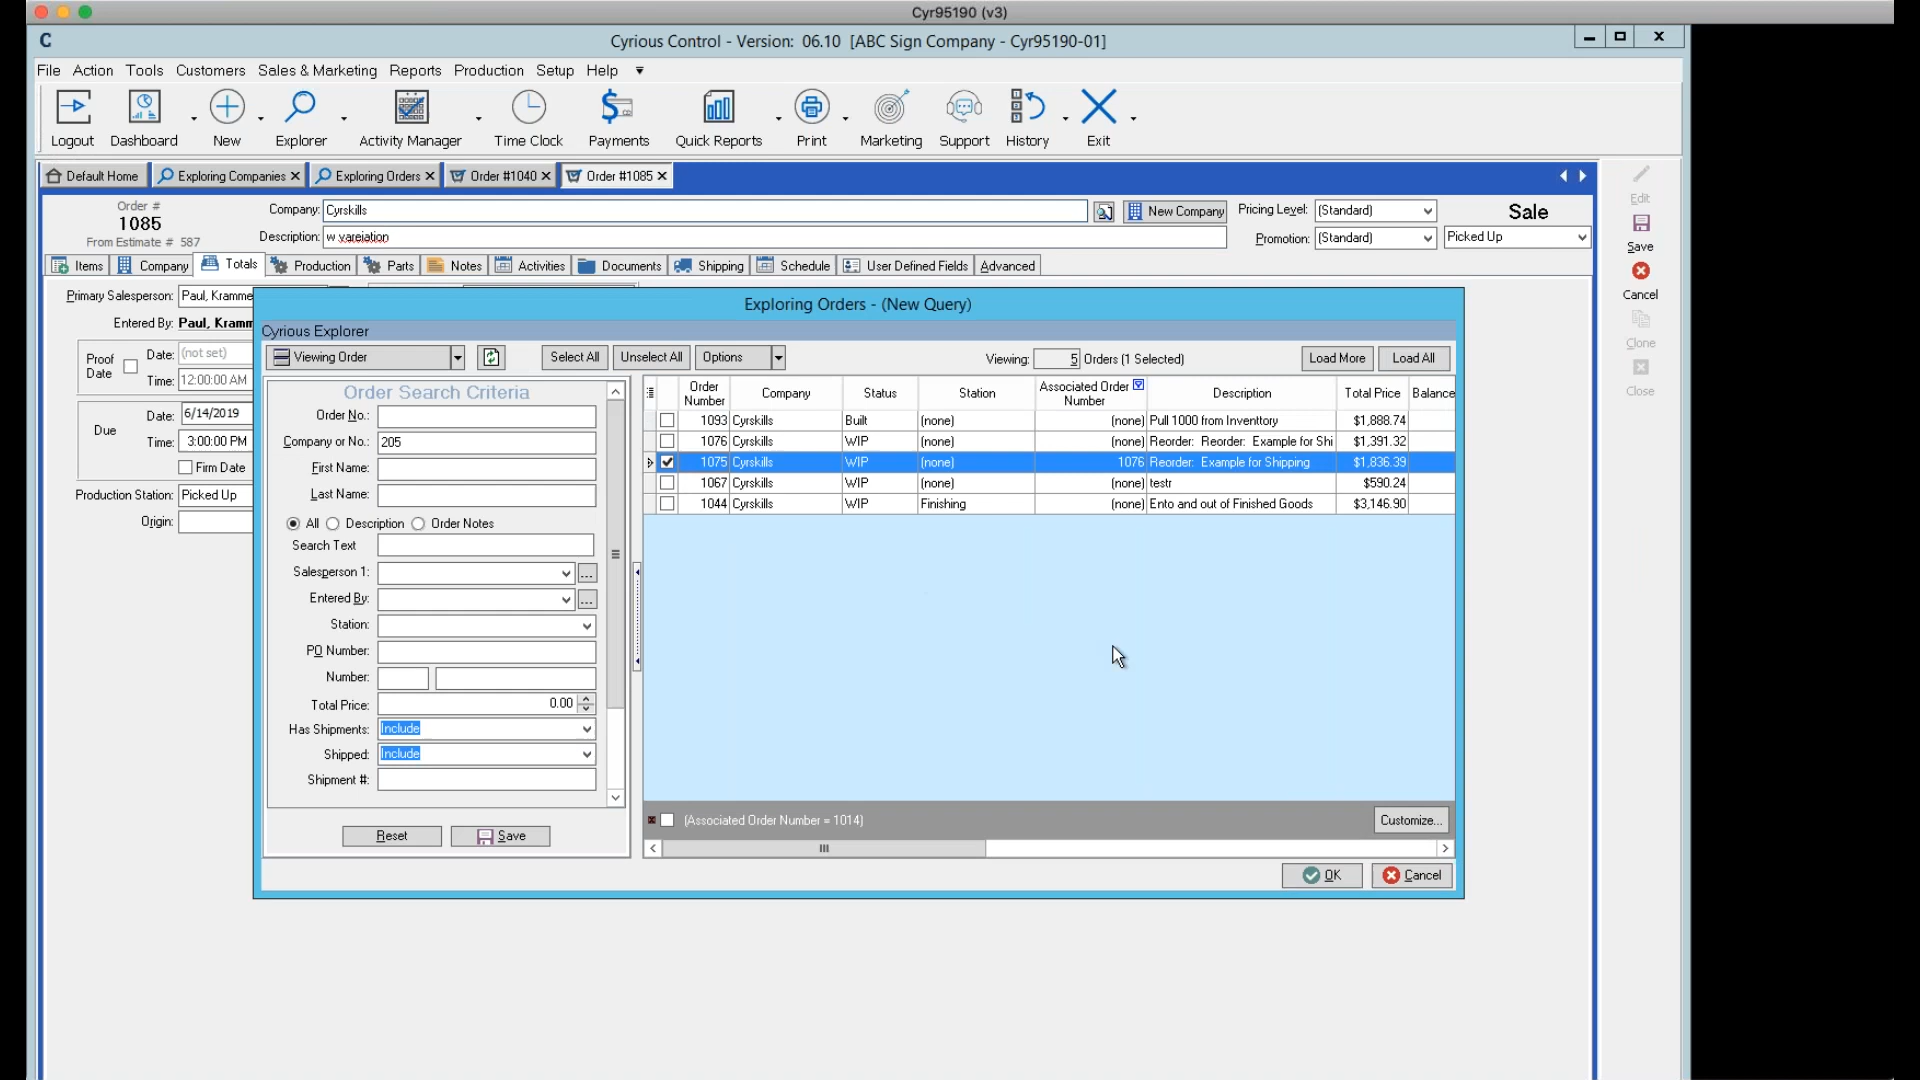 Cyr95190 (v3)
C
Cyrious Control - Version: 06.10 [ABC Sign Company - Cyr95190-01]
File Action Tools Customers Sales & Marketing Reports Production Setup Help
Logout Dashboard New Explorer Activity Manager Time Clock Payments Quick Reports Print Marketing Support History Exit
Default Home Exploring Companies Exploring Orders Order #1040 Order #1085
Edit
Save
Cancel
Clone
Close
Order #
1085
From Estimate # 587
Company: Cyrskills New Company Pricing Level: (Standard) Sale
Description: w vareiation Promotion: (Standard) Picked Up
Items Company Totals Production Parts Notes Activities Documents Shipping Schedule User Defined Fields Advanced
Primary Salesperson: Paul, Kramme
Entered By: Paul, Kramm
Proof Date
Date: (not set)
Time: 12:00:00 AM
Due
Date: 6/14/2019
Time: 3:00:00 PM
Firm Date
Production Station: Picked Up
Origin:
Exploring Orders - (New Query)
Cyrious Explorer
Viewing Order Select All Unselect All Options Viewing: 5 Orders (1 Selected) Load More Load All
Order Search Criteria
Order No.:
Company or No.: 205
First Name:
Last Name:
All Description Order Notes
Search Text
Salesperson 1: ...
Entered By: ...
Station:
PO Number:
Number:
Total Price: 0.00
Has Shipments: Include
Shipped: Include
Shipment #:
Reset Save
Order Number Company Status Station Associated Order Number Description Total Price Balance
1093 Cyrskills Built (none) (none) Pull 1000 from Inventtory $1,888.74
1076 Cyrskills WIP (none) (none) Reorder: Reorder: Example for Shi $1,391.32
1075 Cyrskills WIP (none) 1076 Reorder: Example for Shipping $1,836.39
1067 Cyrskills WIP (none) (none) testr $590.24
1044 Cyrskills WIP Finishing (none) Ento and out of Finished Goods $3,146.90
(Associated Order Number = 1014) Customize...
OK Cancel